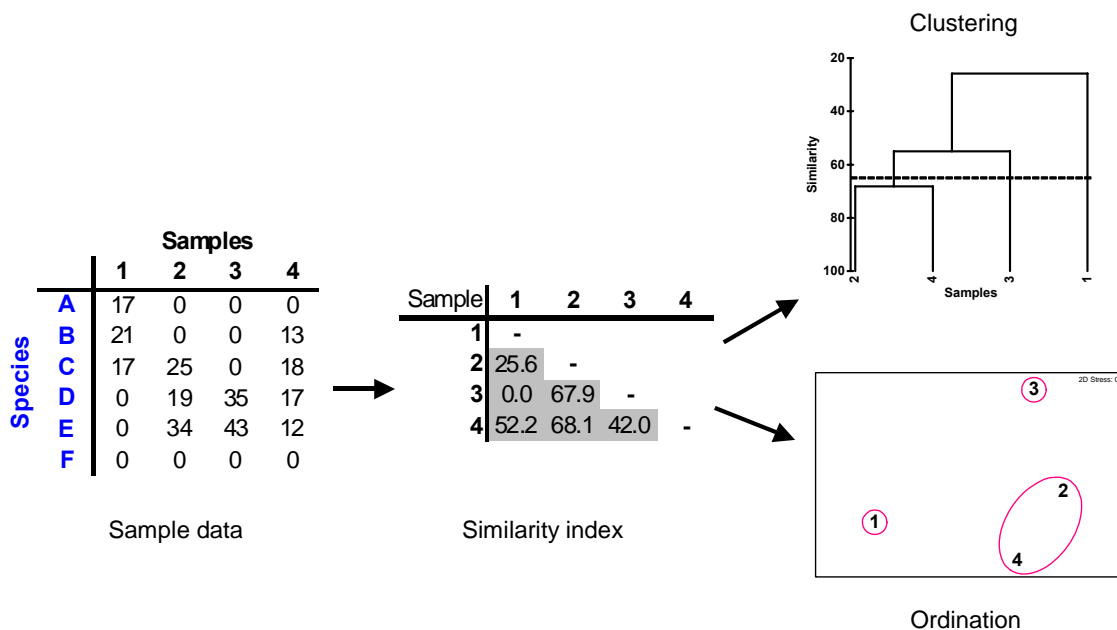 Samples
1 2 3 4
Species
A 17 0 0 0
B 21 0 0 13
C 17 25 0 18
D 0 19 35 17
E 0 34 43 12
F 0 0 0 0
Sample data
Sample 1 2 3 4
1 -
2 25.6 -
3 0.0 67.9 -
4 52.2 68.1 42.0 -
Similarity index
Clustering
20
40
60
80
100
Similarity
2 4 3 1
Samples
2D Stress: 0
3
2
1
4
Ordination